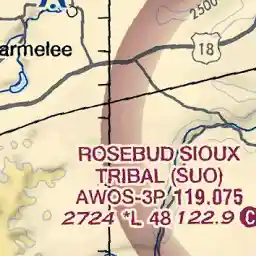 2500
armelee
18
ROSEBUD SIOUX
TRIBAL (SUO)
AWOS-3P 119.075
2724 *L 48 122.9 C